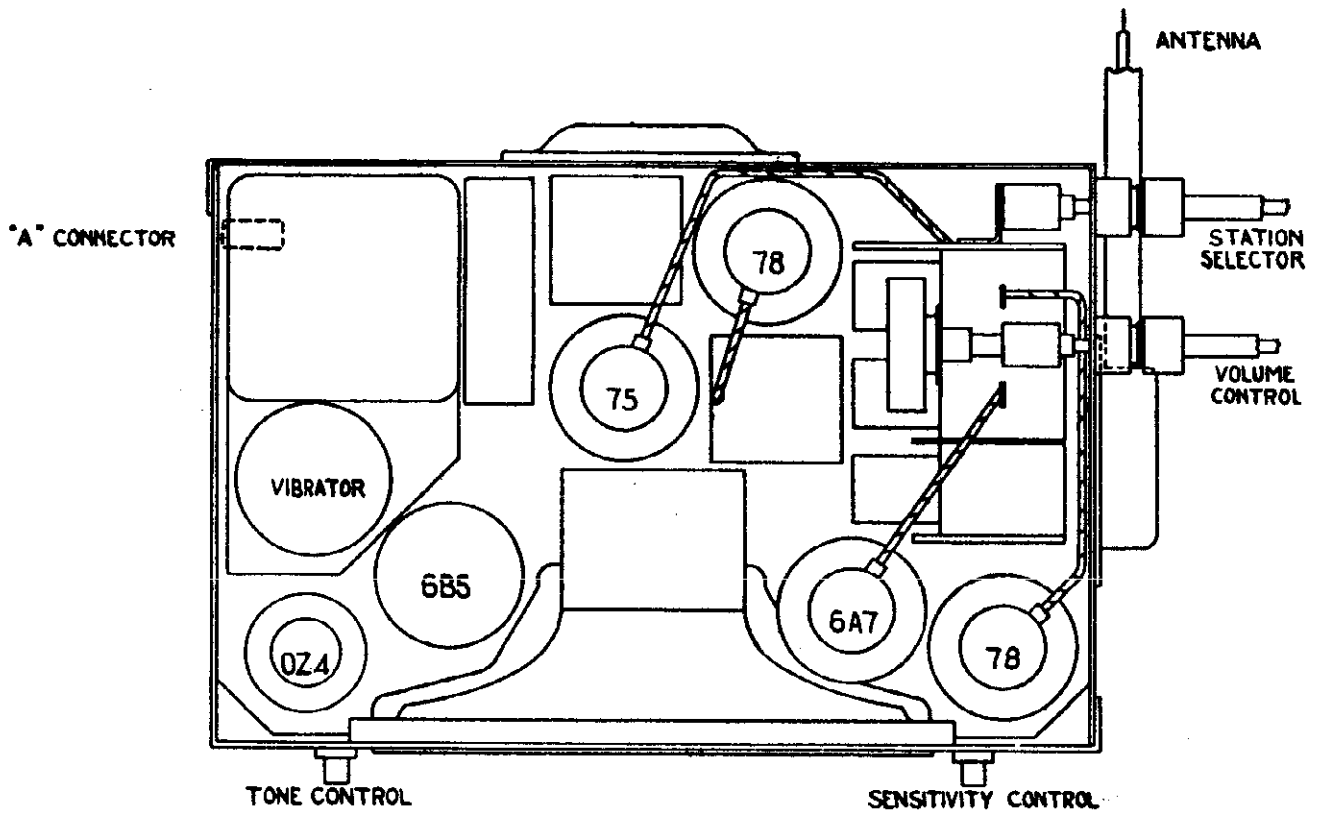 ANTENNA
"A" CONNECTOR
STATION
SELECTOR
78
75
VOLUME
CONTROL
VIBRATOR
6B5
6A7
OZ4
78
TONE CONTROL
SENSITIVITY CONTROL